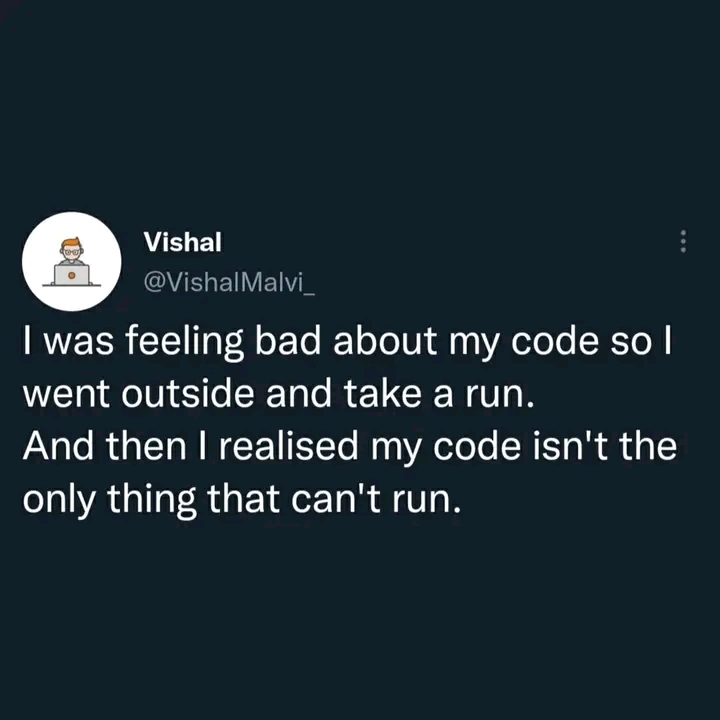 Vishal
@VishalMalvi_
I was feeling bad about my code so I
went outside and take a run.
And then I realised my code isn't the
only thing that can't run.